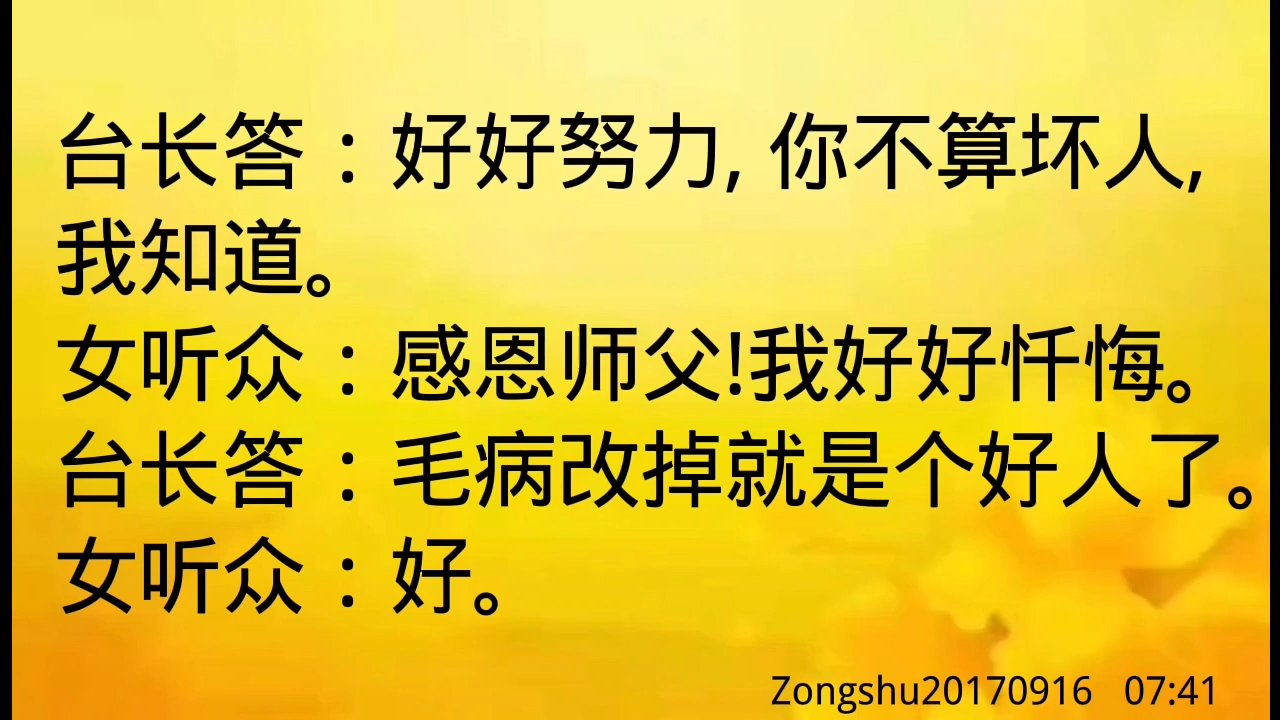 台长答：好好努力, 你不算坏人,
我知道。
女听众：感恩师父!我好好忏悔。
台长答：毛病改掉就是个好人了。
女听众：好。
Zongshu20170916 07:41